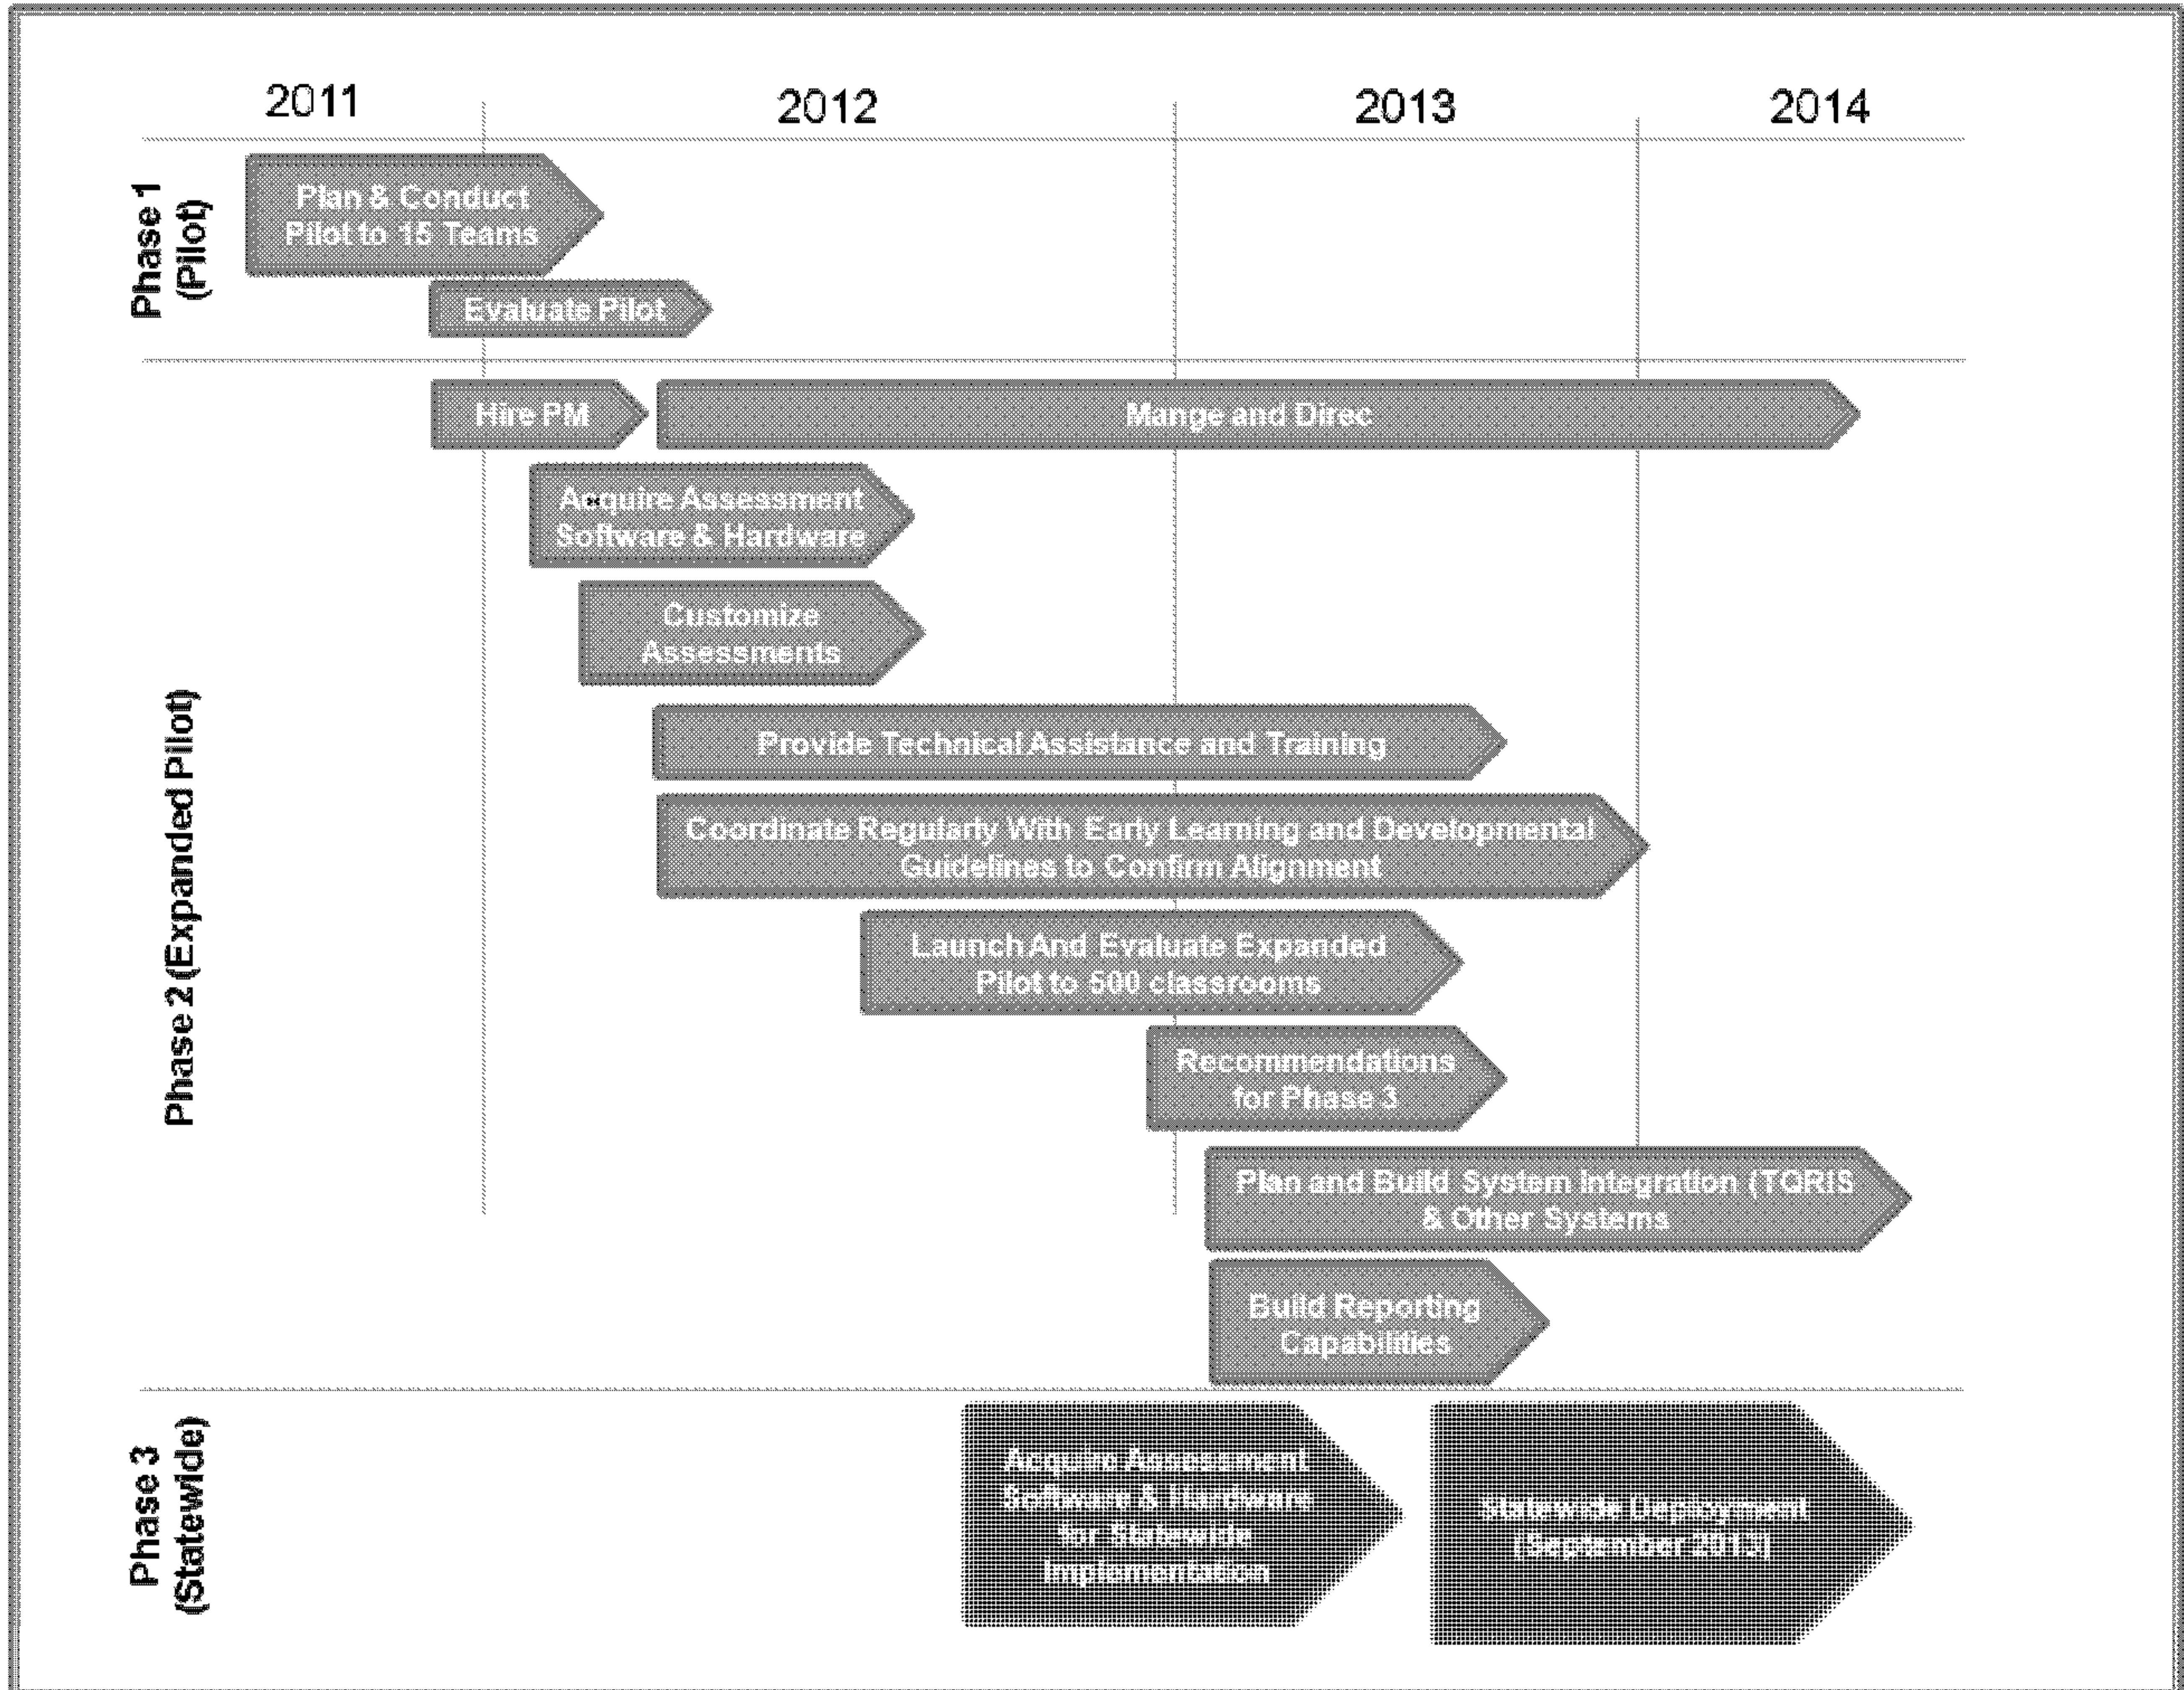 2011 2012 2013 2014
Phase 1
(Pilot)
Plan & Conduct
Pilot to 15 Teams
Evaluate Pilot
Phase 2 (Expanded Pilot)
Hire PM
Mange and Direc
Acquire Assessment
Software & Hardware
Customize
Assessments
Provide Technical Assistance and Training
Coordinate Regularly With Early Learning and Developmental
Guidelines to Confirm Alignment
Launch And Evaluate Expanded
Pilot to 500 classrooms
Recommendations
for Phase 3
Plan and Build System Integration (TQRIS
& Other Systems
Build Reporting
Capabilities
Phase 3
(Statewide)
Acquire Assessment
Software & Hardware
for Statewide
Implementation
Statewide Deployment
(September 2013)